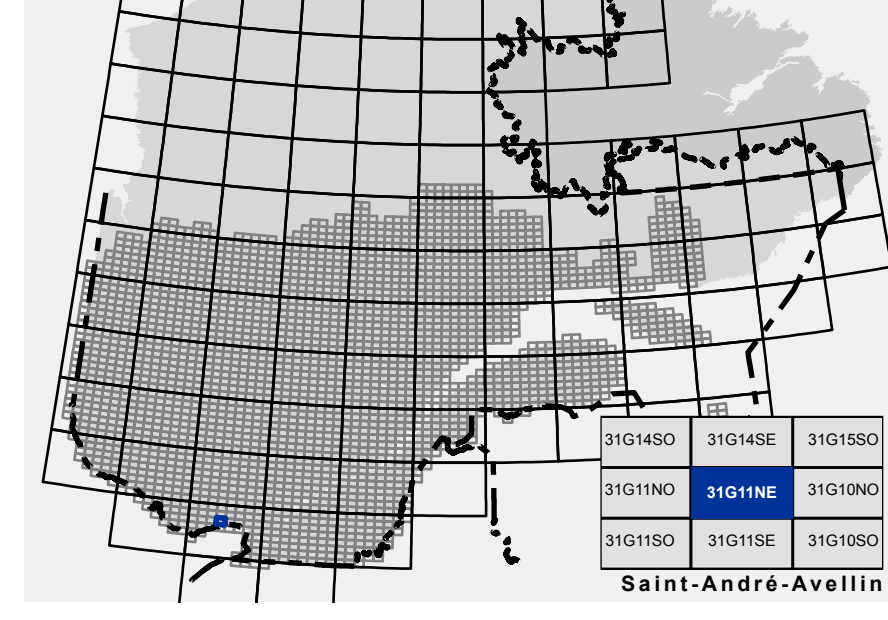 31G14SO 31G14SE 31G15SO
31G11NO 31G11NE 31G10NO
31G11SO 31G11SE 31G10SO
Saint-André-Avellin